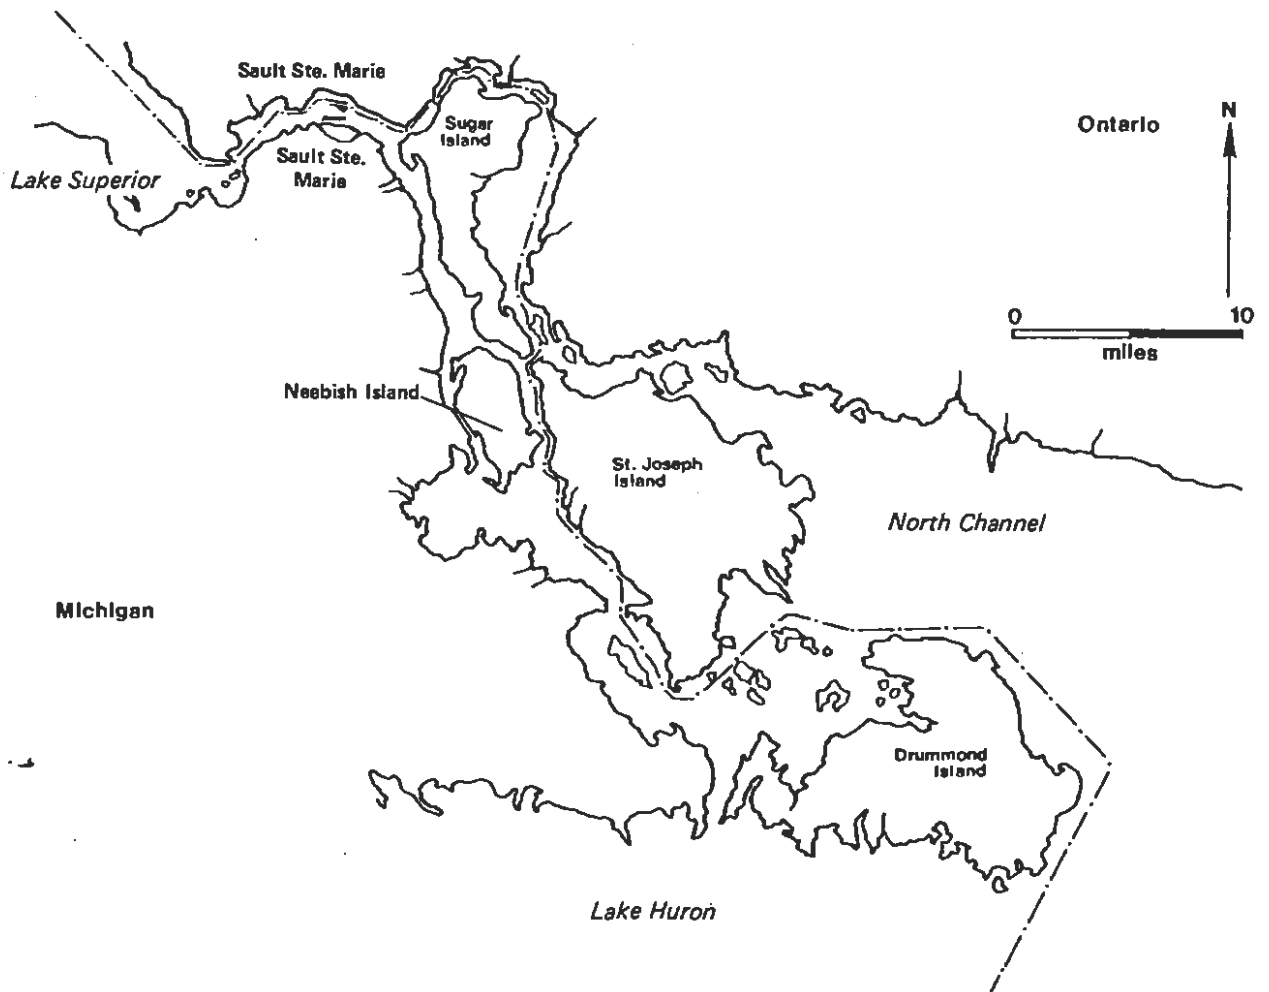 Sault Ste. Marie
Sugar
Island
Ontario
N
Sault Ste.
Marie
Lake Superior
0 10
miles
Neebish Island
St. Joseph
Island
North Channel
Michigan
Drummond
Island
Lake Huron